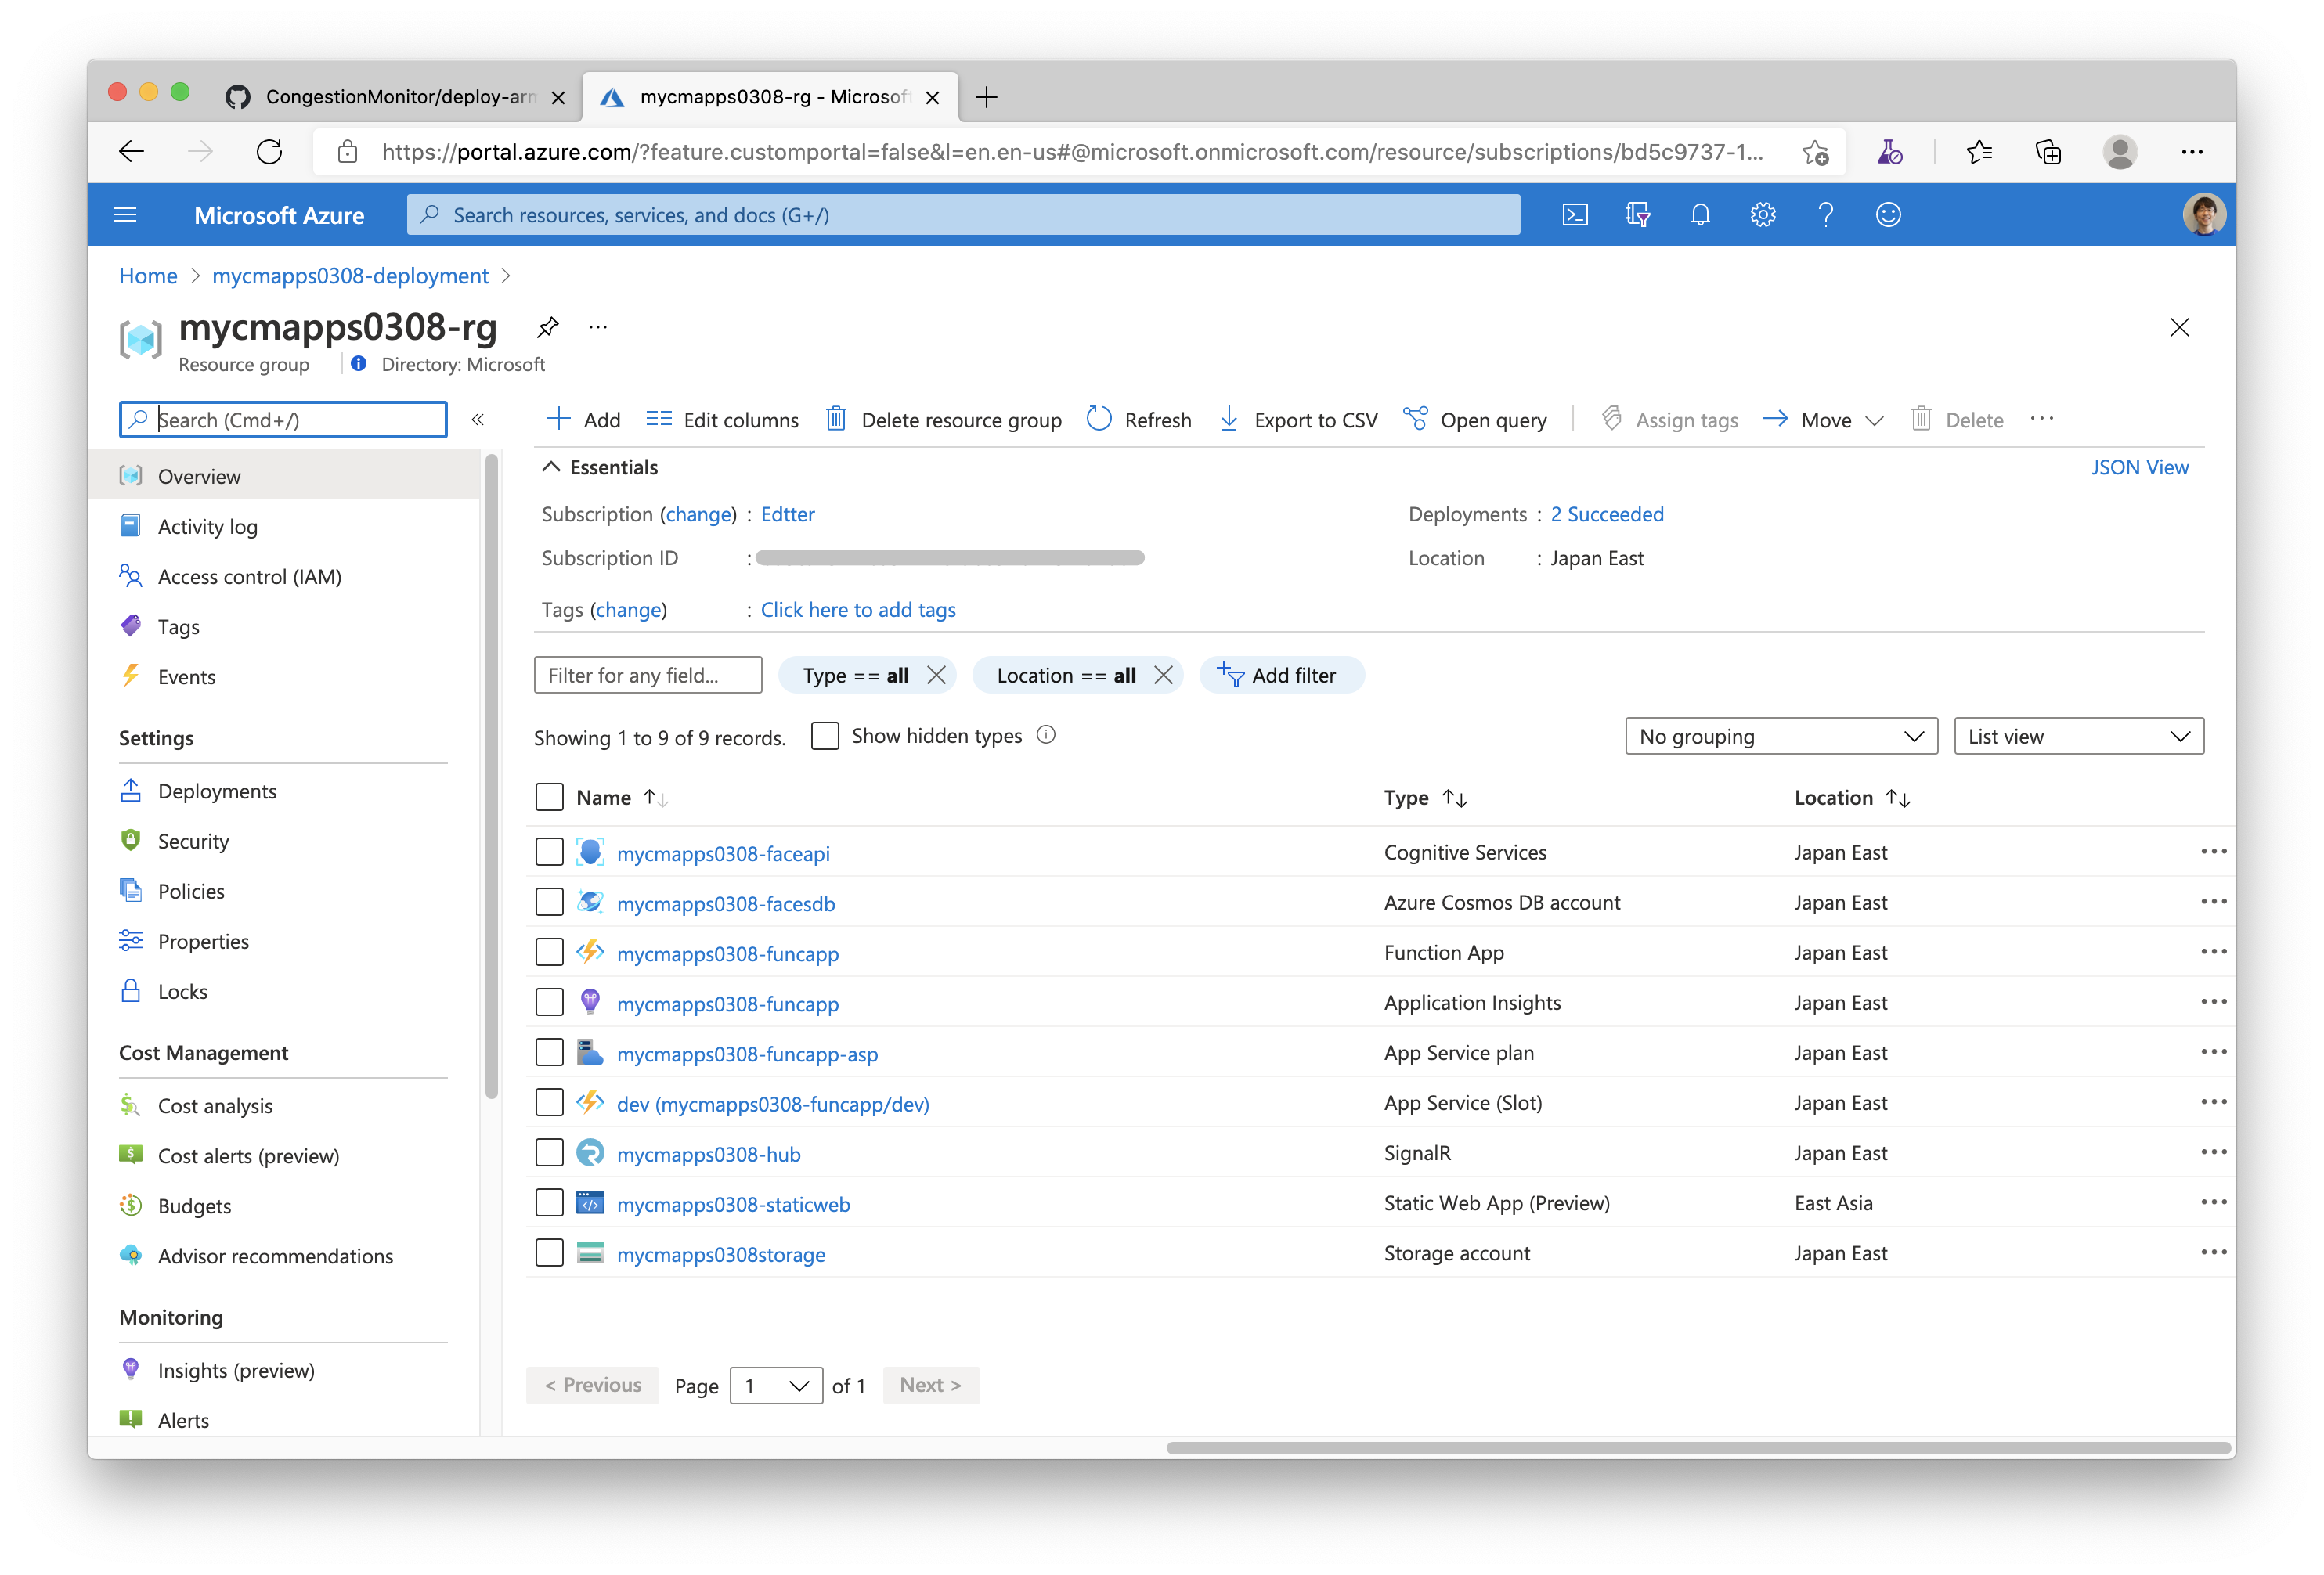 CongestionMonitor/deploy-arm
mycmapps0308-rg - Microsof
https://portal.azure.com/?feature.customportal=false&l=en.en-us#@microsoft.onmicrosoft.com/resource/subscriptions/bd5c9737-1...
Microsoft Azure
Search resources, services, and docs (G+/)
Home > mycmapps0308-deployment >
mycmapps0308-rg
Resource group
Directory: Microsoft
Search (Cmd+/)
«
Add Edit columns Delete resource group Refresh Export to CSV Open query Assign tags Move Delete ...
Overview
Activity log
Access control (IAM)
Tags
Events
Settings
Deployments
Security
Policies
Properties
Locks
Cost Management
Cost analysis
Cost alerts (preview)
Budgets
Advisor recommendations
Monitoring
Insights (preview)
Alerts
Essentials
JSON View
Subscription (change) : Edtter
Deployments : 2 Succeeded
Subscription ID :
Location : Japan East
Tags (change) : Click here to add tags
Filter for any field...
Type == all
Location == all
Add filter
Showing 1 to 9 of 9 records.
Show hidden types
No grouping
List view
Name Type Location
mycmapps0308-faceapi Cognitive Services Japan East
mycmapps0308-facesdb Azure Cosmos DB account Japan East
mycmapps0308-funcapp Function App Japan East
mycmapps0308-funcapp Application Insights Japan East
mycmapps0308-funcapp-asp App Service plan Japan East
dev (mycmapps0308-funcapp/dev) App Service (Slot) Japan East
mycmapps0308-hub SignalR Japan East
mycmapps0308-staticweb Static Web App (Preview) East Asia
mycmapps0308storage Storage account Japan East
< Previous Page 1 of 1 Next >